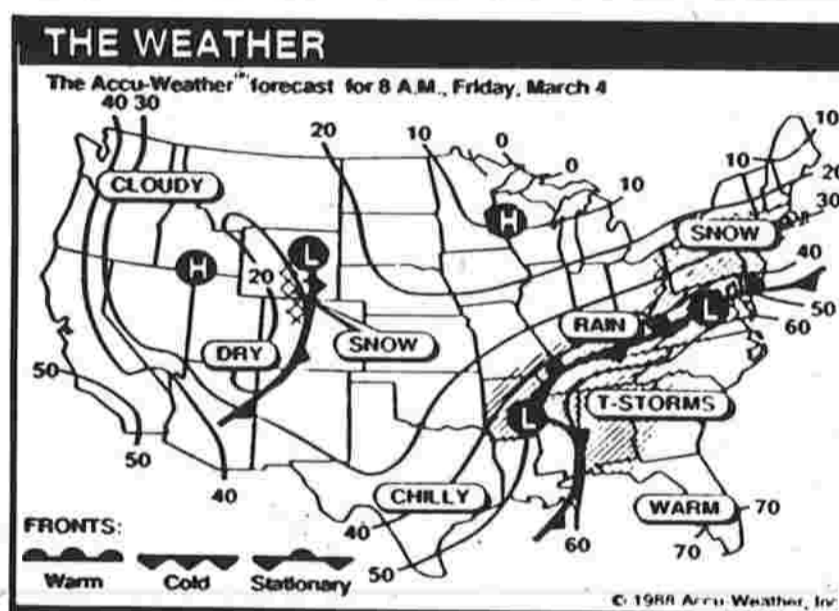 THE WEATHER
The Accu-Weather™ forecast for 8 A.M., Friday, March 4
40 30
20
10
0
0
10
10
10
20
30
CLOUDY
H
L
H
SNOW
20
40
50
60
L
RAIN
DRY
SNOW
50
T-STORMS
L
50
40
CHILLY
WARM
70
70
40
50
60
FRONTS:
Warm
Cold
Stationary
© 1988 Accu-Weather, Inc